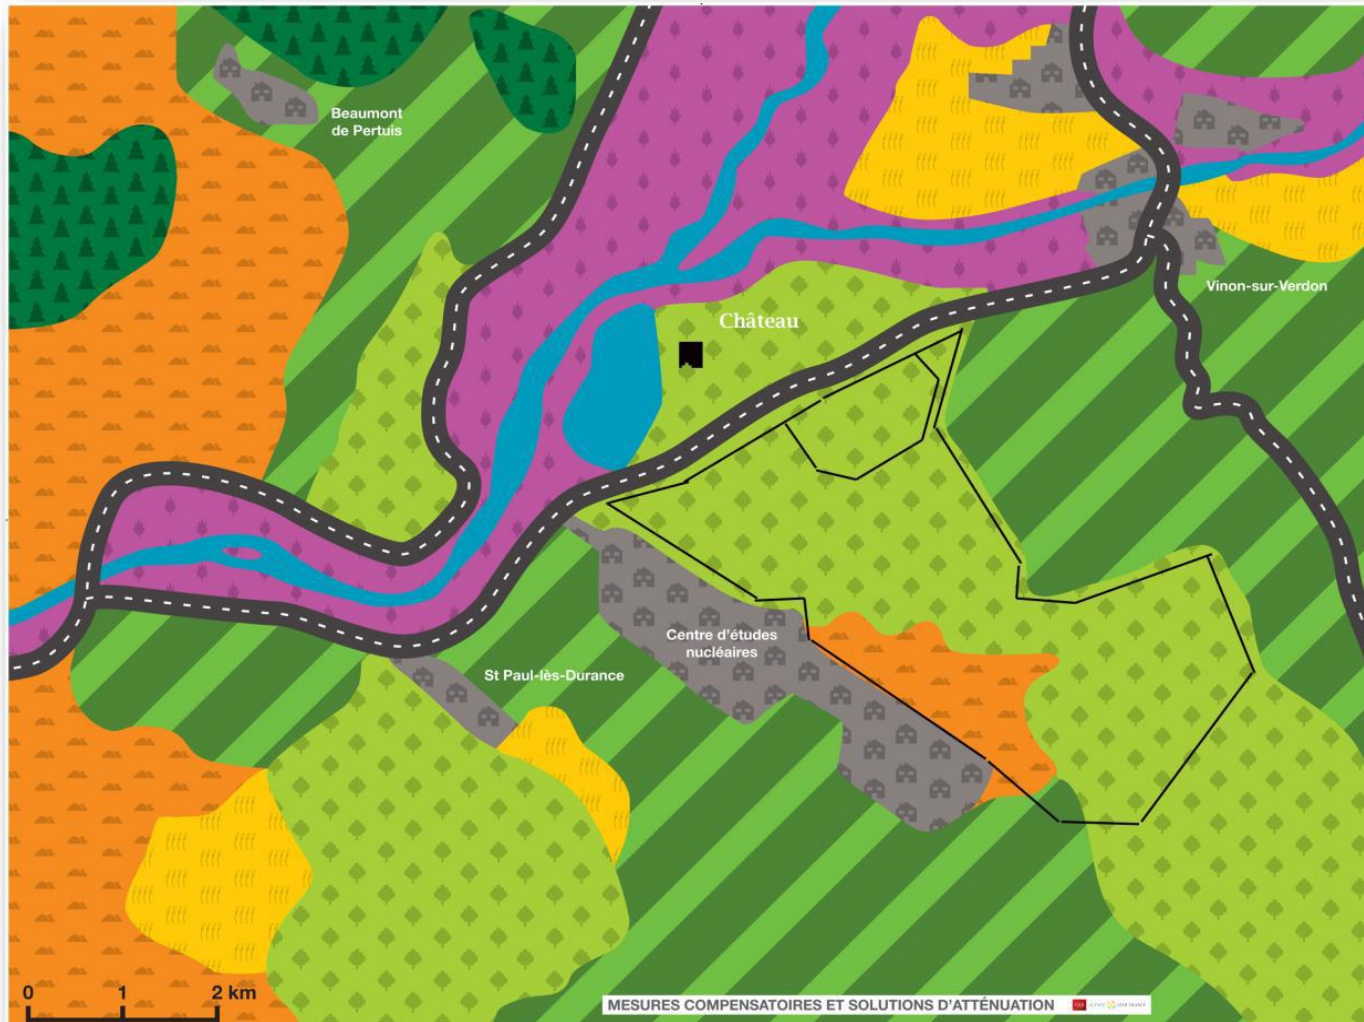 Beaumont
de Pertuis
Vinon-sur-Verdon
Château
Centre d'études
nucléaires
St Paul-lès-Durance
0 1 2 km
MESURES COMPENSATOIRES ET SOLUTIONS D'ATTÉNUATION